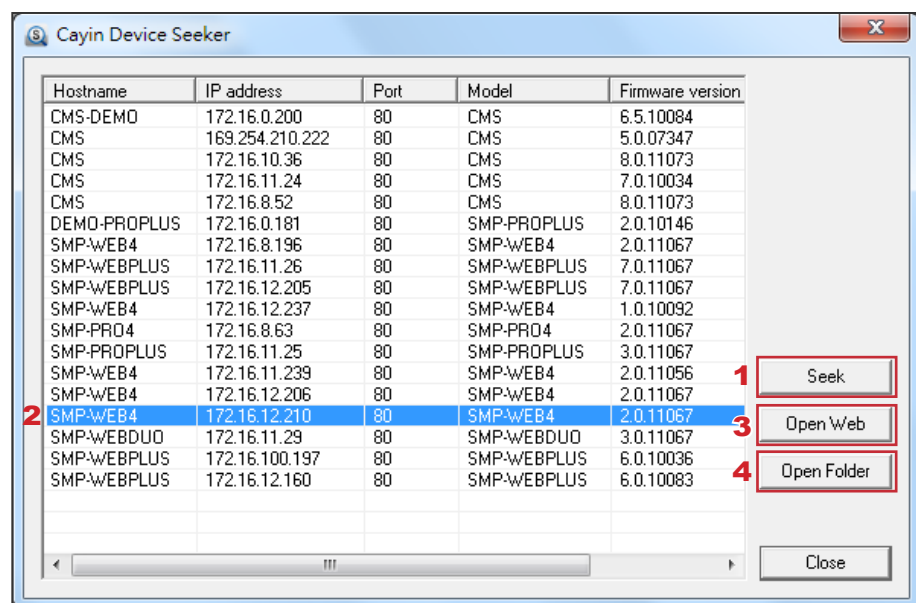 Cayin Device Seeker
Hostname IP address Port Model Firmware version
CMS-DEMO 172.16.0.200 80 CMS 6.5.10084
CMS 169.254.210.222 80 CMS 5.0.07347
CMS 172.16.10.36 80 CMS 8.0.11073
CMS 172.16.11.24 80 CMS 7.0.10034
CMS 172.16.8.52 80 CMS 8.0.11073
DEMO-PROPLUS 172.16.0.181 80 SMP-PROPLUS 2.0.10146
SMP-WEB4 172.16.8.196 80 SMP-WEB4 2.0.11067
SMP-WEBPLUS 172.16.11.26 80 SMP-WEBPLUS 7.0.11067
SMP-WEBPLUS 172.16.12.205 80 SMP-WEBPLUS 7.0.11067
SMP-WEB4 172.16.12.237 80 SMP-WEB4 1.0.10092
SMP-PRO4 172.16.8.63 80 SMP-PRO4 2.0.11067
SMP-PROPLUS 172.16.11.25 80 SMP-PROPLUS 3.0.11067
SMP-WEB4 172.16.11.239 80 SMP-WEB4 2.0.11056
1 Seek
SMP-WEB4 172.16.12.206 80 SMP-WEB4 2.0.11067
2 SMP-WEB4 172.16.12.210 80 SMP-WEB4 2.0.11067
3 Open Web
SMP-WEBDUO 172.16.11.29 80 SMP-WEBDUO 3.0.11067
SMP-WEBPLUS 172.16.100.197 80 SMP-WEBPLUS 6.0.10036
4 Open Folder
SMP-WEBPLUS 172.16.12.160 80 SMP-WEBPLUS 6.0.10083
Close